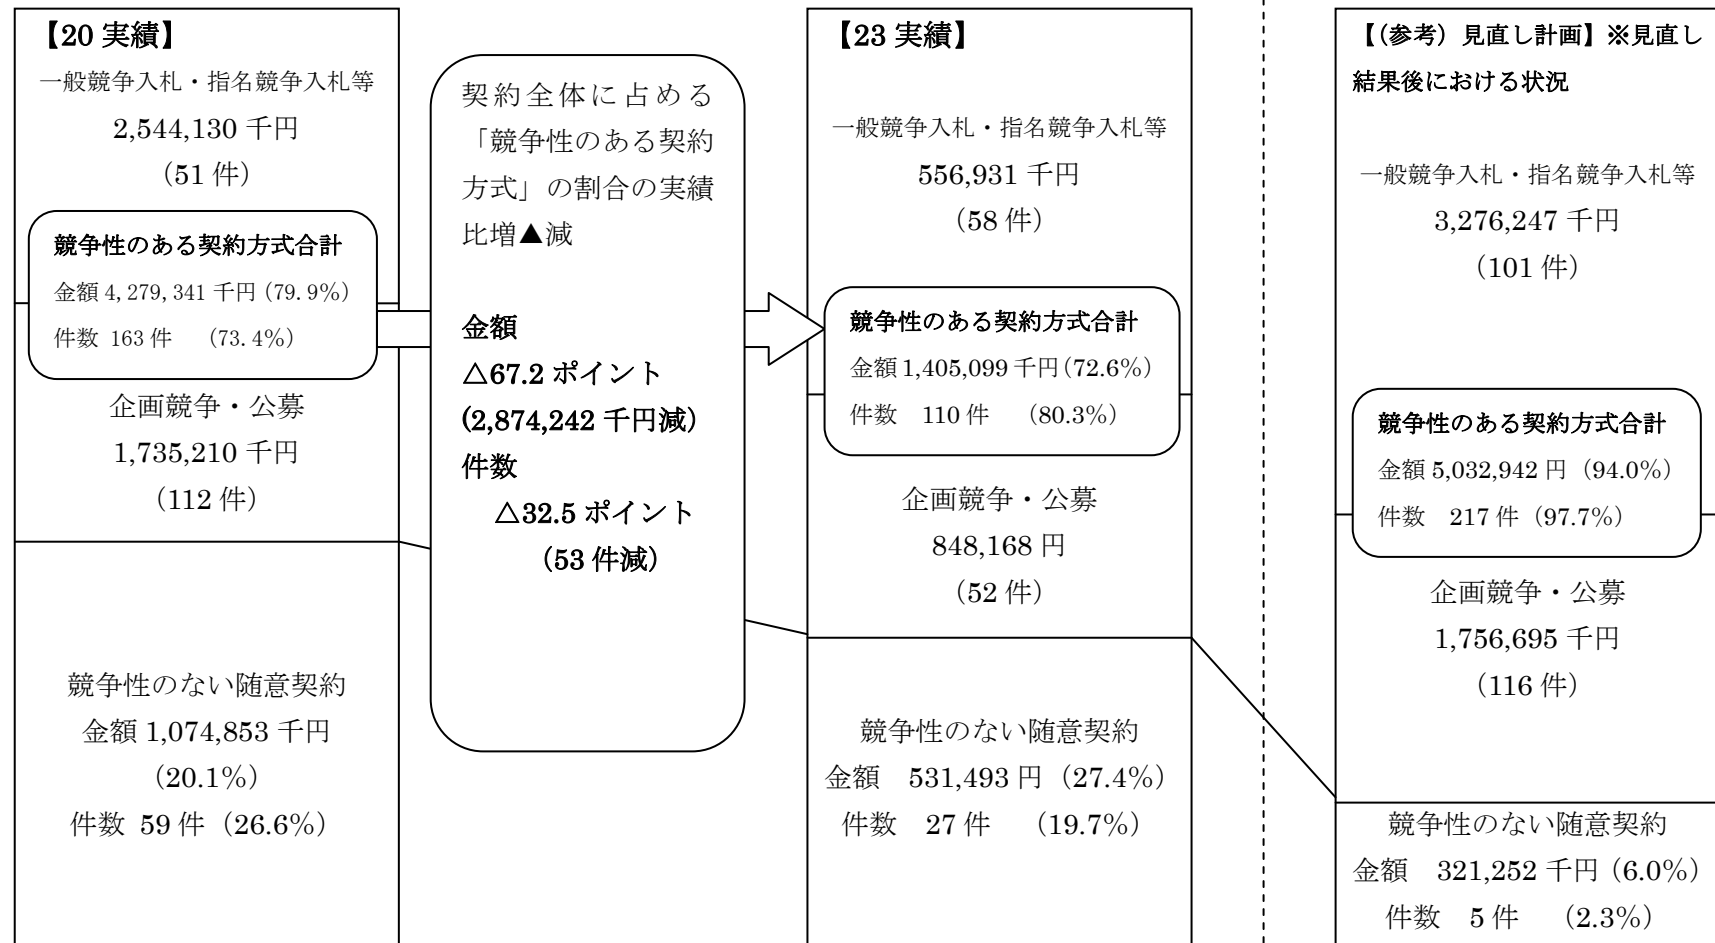 【20 実績】
一般競争入札・指名競争入札等
2,544,130 千円
（51 件）
競争性のある契約方式合計
金額 4,279,341 千円（79.9%）
件数 163 件 （73.4%）
企画競争・公募
1,735,210 千円
（112 件）
競争性のない随意契約
金額 1,074,853 千円
（20.1%）
件数 59 件（26.6%）
契約全体に占める
「競争性のある契約
方式」の割合の実績
比増▲減
金額
△67.2 ポイント
(2,874,242 千円減)
件数
△32.5 ポイント
（53 件減）
【23 実績】
一般競争入札・指名競争入札等
556,931 千円
（58 件）
競争性のある契約方式合計
金額 1,405,099 千円（72.6%）
件数 110 件 （80.3%）
企画競争・公募
848,168 円
（52 件）
競争性のない随意契約
金額 531,493 円（27.4%）
件数 27 件 （19.7%）
【（参考）見直し計画】※見直し
結果後における状況
一般競争入札・指名競争入札等
3,276,247 千円
（101 件）
競争性のある契約方式合計
金額 5,032,942 円（94.0%）
件数 217 件（97.7%）
企画競争・公募
1,756,695 千円
（116 件）
競争性のない随意契約
金額 321,252 千円（6.0%）
件数 5 件 （2.3%）